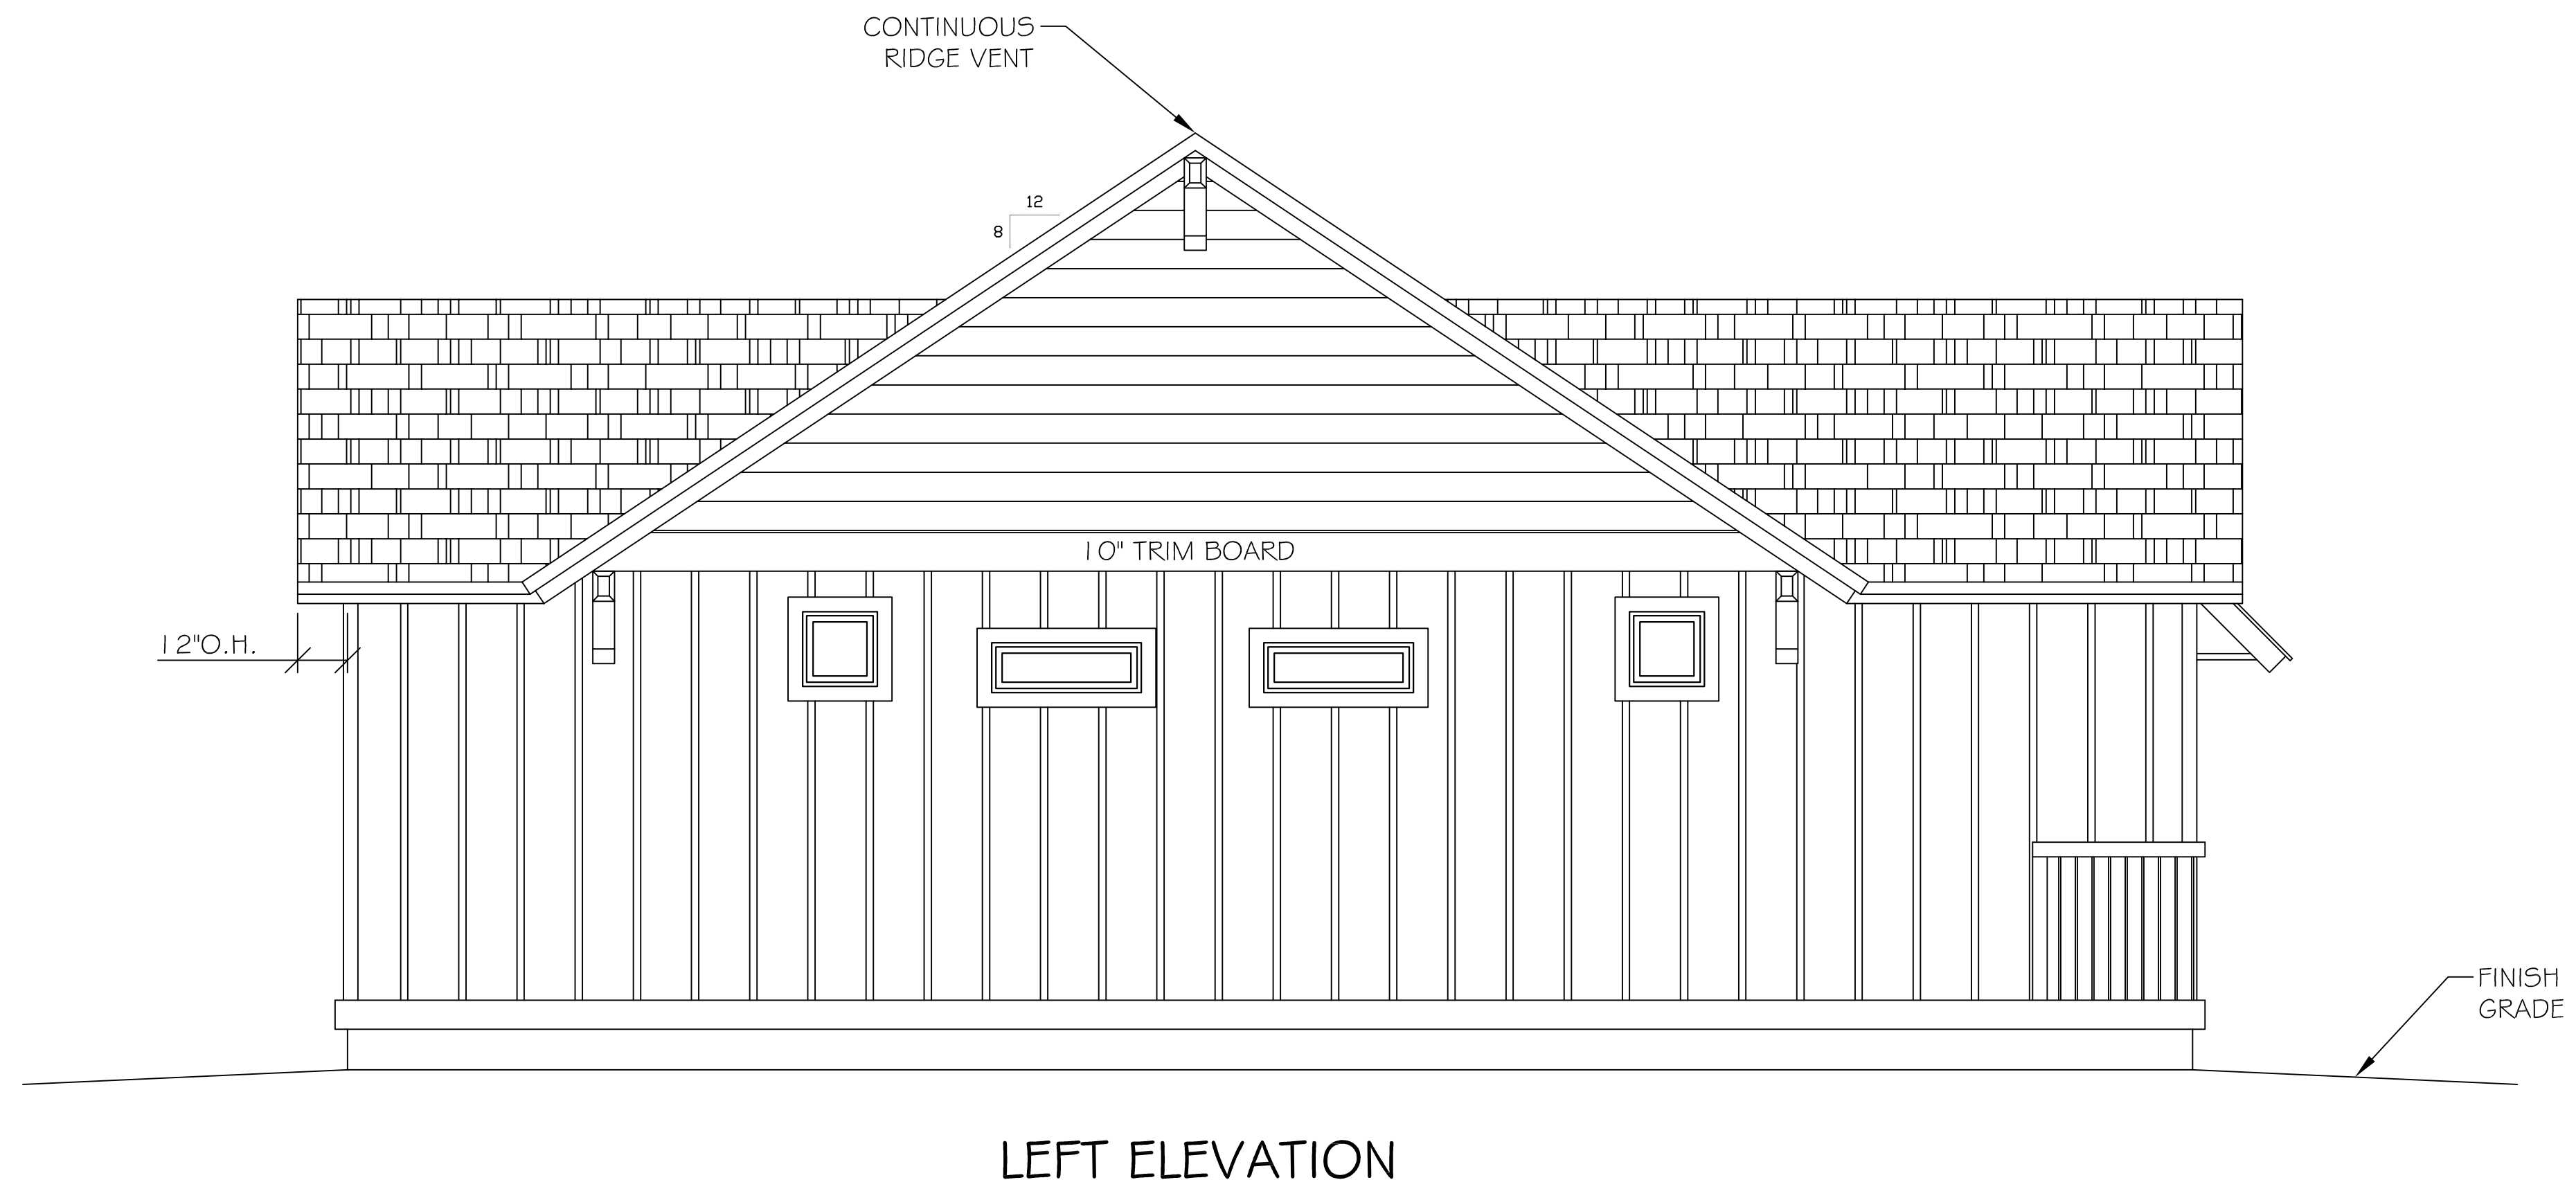 CONTINUOUS
RIDGE VENT
12
8
10" TRIM BOARD
12"O.H.
FINISH
GRADE
LEFT ELEVATION